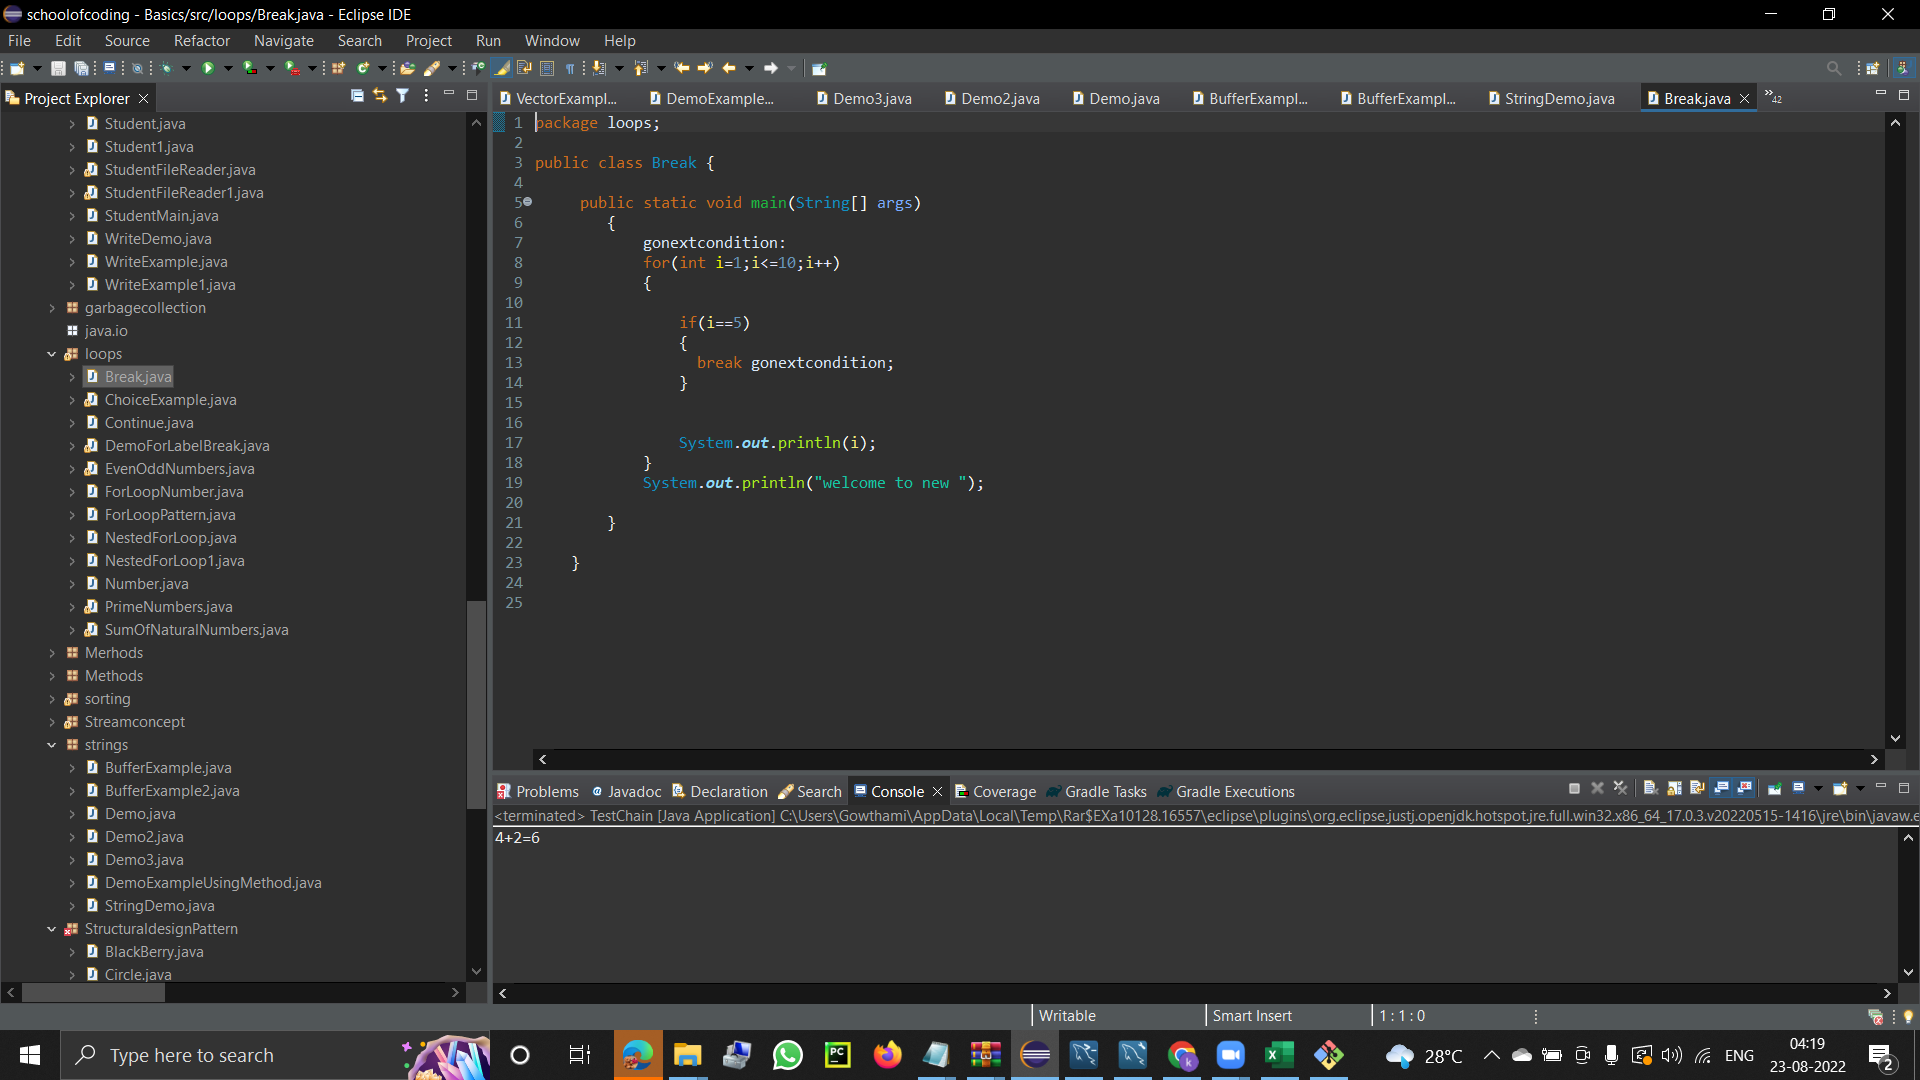 schoolofcoding - Basics/src/loops/Break.java - Eclipse IDE
File Edit Source Refactor Navigate Search Project Run Window Help
Project Explorer
Student.java
Student1.java
StudentFileReader.java
StudentFileReader1.java
StudentMain.java
WriteDemo.java
WriteExample.java
WriteExample1.java
garbagecollection
java.io
loops
Break.java
ChoiceExample.java
Continue.java
DemoForLabelBreak.java
EvenOddNumbers.java
ForLoopNumber.java
ForLoopPattern.java
NestedForLoop.java
NestedForLoop1.java
Number.java
PrimeNumbers.java
SumOfNaturalNumbers.java
Merhods
Methods
sorting
Streamconcept
strings
BufferExample.java
BufferExample2.java
Demo.java
Demo2.java
Demo3.java
DemoExampleUsingMethod.java
StringDemo.java
StructuraldesignPattern
BlackBerry.java
Circle.java
VectorExampl... DemoExample... Demo3.java Demo2.java Demo.java BufferExampl... BufferExampl... StringDemo.java Break.java »42
1 package loops;
2
3 public class Break {
4
5 public static void main(String[] args)
6 {
7 gonextcondition:
8 for(int i=1;i<=10;i++)
9 {
10
11 if(i==5)
12 {
13 break gonextcondition;
14 }
15
16
17 System.out.println(i);
18 }
19 System.out.println("welcome to new ");
20
21 }
22
23 }
24
25
Problems Javadoc Declaration Search Console Coverage Gradle Tasks Gradle Executions
<terminated> TestChain [Java Application] C:\Users\Gowthami\AppData\Local\Temp\Rar$EXa10128.16557\eclipse\plugins\org.eclipse.justj.openjdk.hotspot.jre.full.win32.x86_64_17.0.3.v20220515-1416\jre\bin\javaw.e
4+2=6
Writable Smart Insert 1 : 1 : 0
Type here to search
PC
28°C ENG
04:19
23-08-2022
2